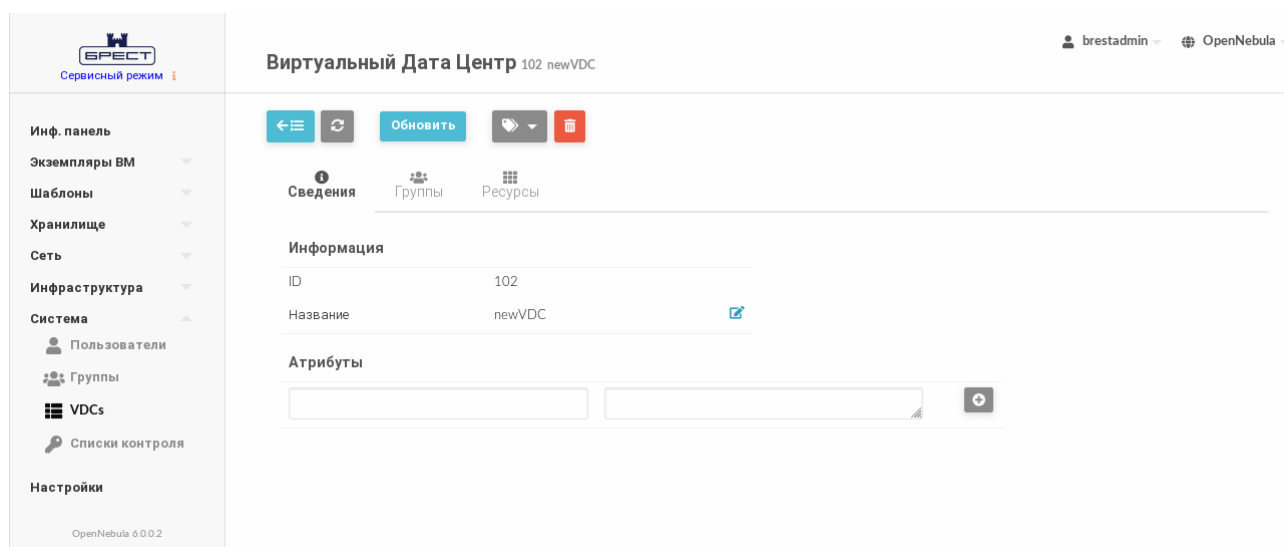 БРЕСТ
Сервисный режим
brestadmin
OpenNebula
Виртуальный Дата Центр 102 newVDC
Обновить
Инф. панель
Экземпляры ВМ
Шаблоны
Хранилище
Сеть
Инфраструктура
Система
Пользователи
Группы
VDCs
Списки контроля
Настройки
OpenNebula 6.0.0.2
Сведения
Группы
Ресурсы
Информация
ID 102
Название newVDC
Атрибуты